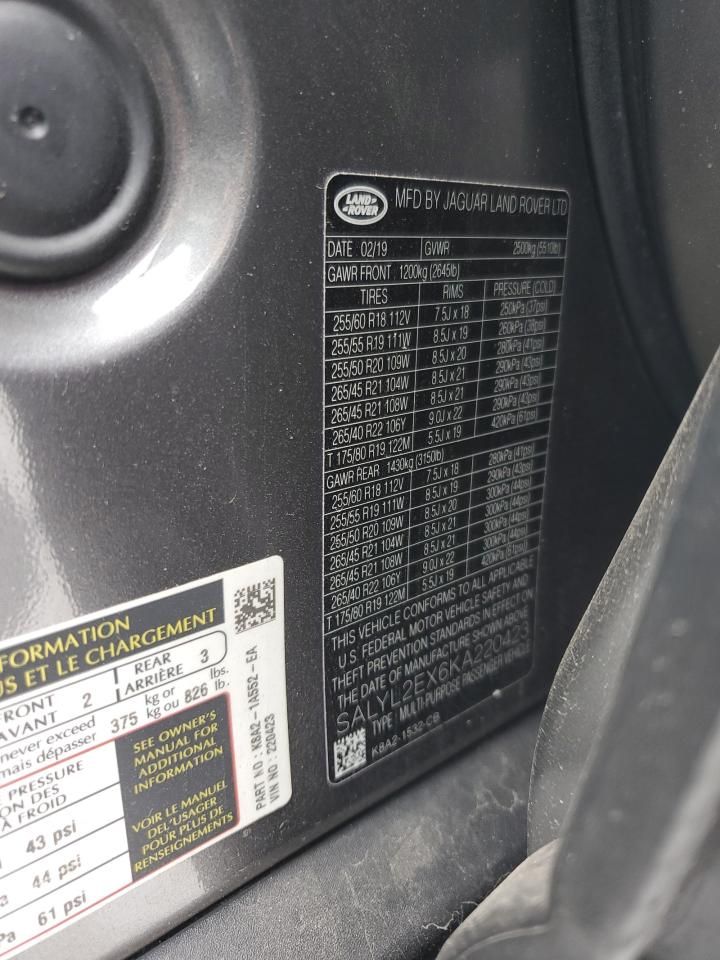 LAND-
-ROVER
MFD BY JAGUAR LAND ROVER LTD
DATE 02/19 GVWR 2500kg (5510lb)
GAWR FRONT 1200kg (2645lb)
TIRES RIMS PRESSURE (COLD)
255/60 R18 112V 7.5J x 18 250kPa (37psi)
255/55 R19 111W 8.5J x 19 260kPa (38psi)
255/50 R20 109W 8.5J x 20 280kPa (41psi)
265/45 R21 104W 8.5J x 21 290kPa (43psi)
265/45 R21 108W 8.5J x 21 290kPa (43psi)
265/40 R22 106Y 9.0J x 22 290kPa (43psi)
T 175/80 R19 122M 5.5J x 19 420kPa (61psi)
GAWR REAR 1430kg (3150lb)
255/60 R18 112V 7.5J x 18 280kPa (41psi)
255/55 R19 111W 8.5J x 19 290kPa (43psi)
255/50 R20 109W 8.5J x 20 300kPa (44psi)
265/45 R21 104W 8.5J x 21 300kPa (44psi)
265/45 R21 108W 8.5J x 21 300kPa (44psi)
265/40 R22 106Y 9.0J x 22 300kPa (44psi)
T 175/80 R19 122M 5.5J x 19 420kPa (61psi)
THIS VEHICLE CONFORMS TO ALL APPLICABLE
U.S. FEDERAL MOTOR VEHICLE SAFETY AND
THEFT PREVENTION STANDARDS IN EFFECT ON
THE DATE OF MANUFACTURE SHOWN ABOVE
SALYL2EX6KA220423
TYPE MULTI-PURPOSE PASSENGER VEHICLE
K8A2-1532-CB
FORMATION
US ET LE CHARGEMENT
FRONT 2 REAR 3
AVANT ARRIÈRE
never exceed 375 kg or 826 lbs.
mais dépasser kg ou lb.
PRESSURE
ON DES
À FROID
43 psi
44 psi
Pa 61 psi
SEE OWNER'S
MANUAL FOR
ADDITIONAL
INFORMATION
VOIR LE MANUEL
DEL'USAGER
POUR PLUS DE
RENSEIGNEMENTS
PART NO : K8A2-1A552-EA
VIN NO : 220423